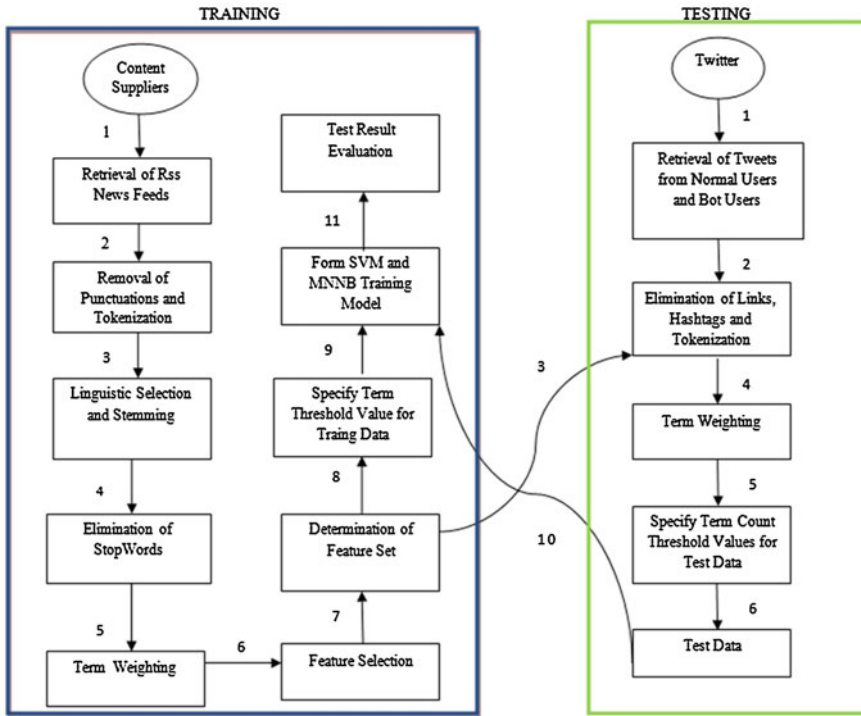 TRAINING
Content
Suppliers
1
Retrieval of Rss
News Feeds
2
Removal of
Punctuations and
Tokenization
3
Linguistic Selection
and Stemming
4
Elimination of
StopWords
5
Term Weighting
6
Feature Selection
7
Determination of
Feature Set
8
Specify Term
Threshold Value for
Traing Data
9
Form SVM and
MNNB Training
Model
11
Test Result
Evaluation
3
10
TESTING
Twitter
1
Retrieval of Tweets
from Normal Users
and Bot Users
2
Elimination of Links,
Hashtags and
Tokenization
4
Term Weighting
5
Specify Term Count
Threshold Values for
Test Data
6
Test Data